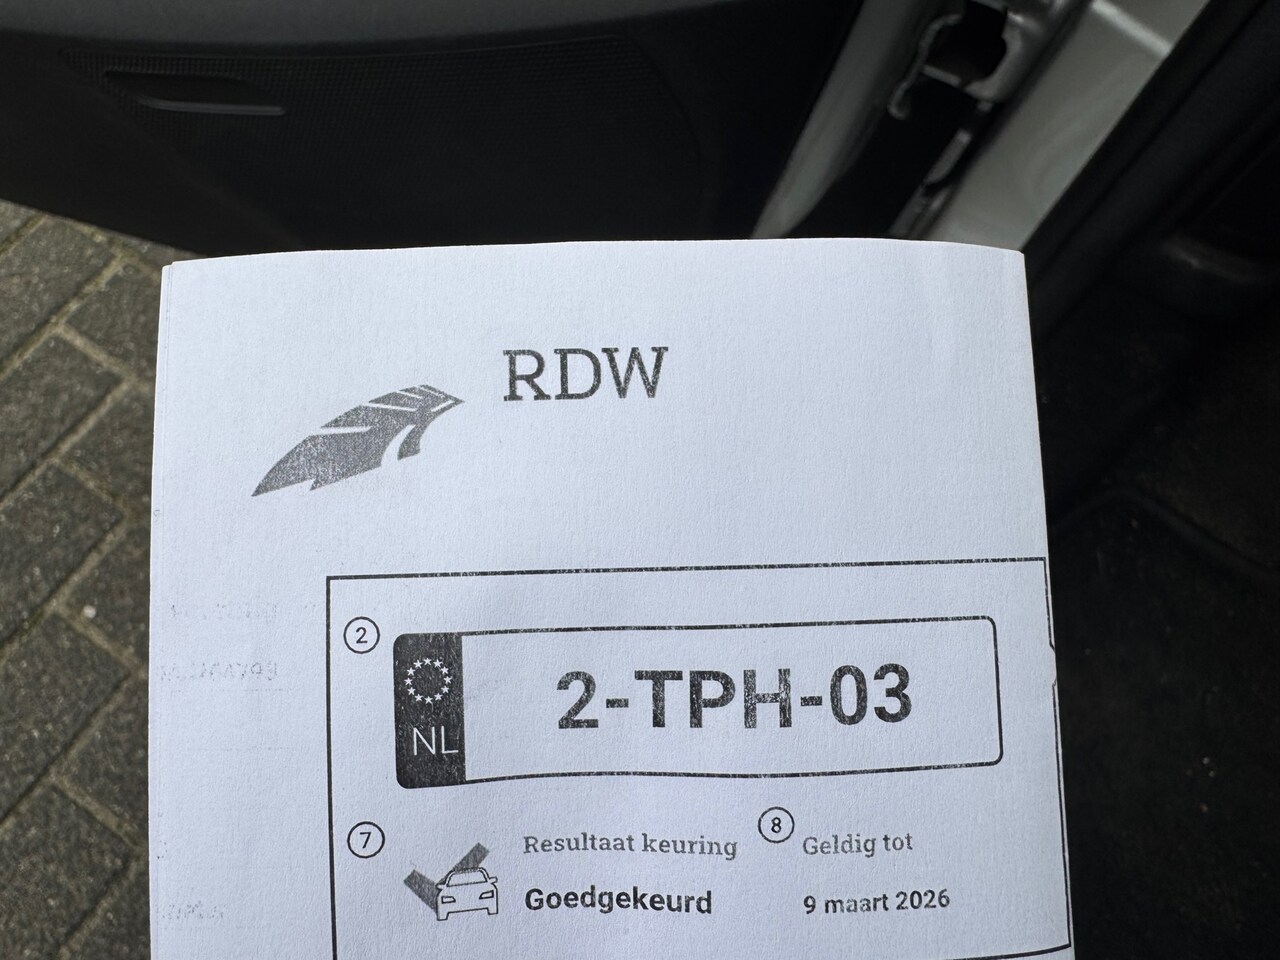 RDW
2
NL
2-TPH-03
7
Resultaat keuring
Goedgekeurd
8
Geldig tot
9 maart 2026